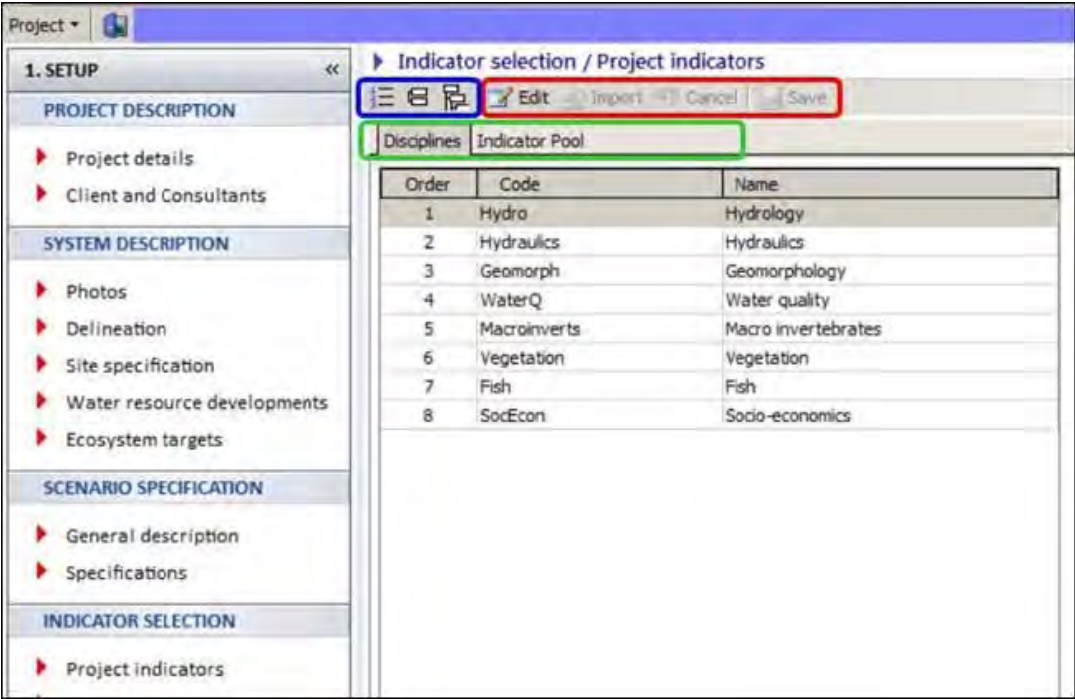 Project
1. SETUP «
PROJECT DESCRIPTION
Project details
Client and Consultants
SYSTEM DESCRIPTION
Photos
Delineation
Site specification
Water resource developments
Ecosystem targets
SCENARIO SPECIFICATION
General description
Specifications
INDICATOR SELECTION
Project indicators
Indicator selection / Project indicators
Edit Import Cancel Save
Disciplines Indicator Pool
Order Code Name
1 Hydro Hydrology
2 Hydraulics Hydraulics
3 Geomorph Geomorphology
4 WaterQ Water quality
5 Macroinverts Macro invertebrates
6 Vegetation Vegetation
7 Fish Fish
8 SocEcon Socio-economics